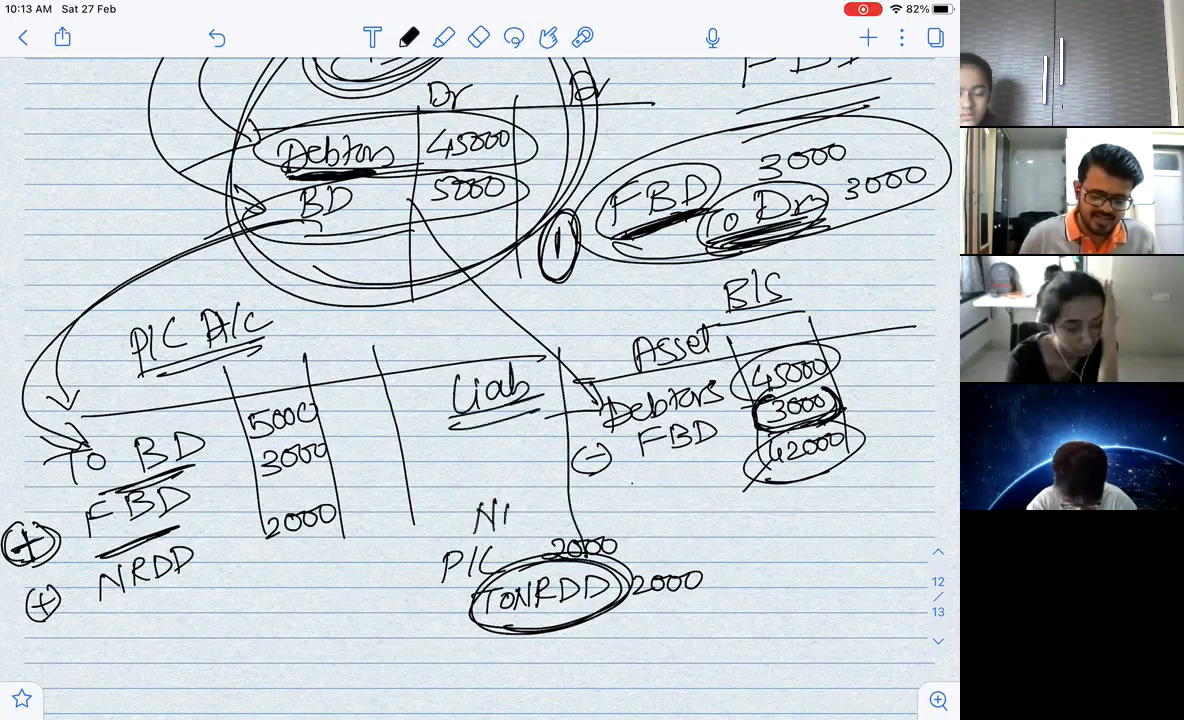 10:13 AM Sat 27 Feb
82%
T
Dr Dr
Debtors 45000
BD 5000
3000
FBD To Drs 3000
1
P/L A/c
B/S
Asset
Liab
Debtors 45000
(-) FBD 3000
42000
5000
To BD 3000
(+) FBD 2000
(+) NRDD
NI
P/L 2000
To NRDD 2000
12
/
13